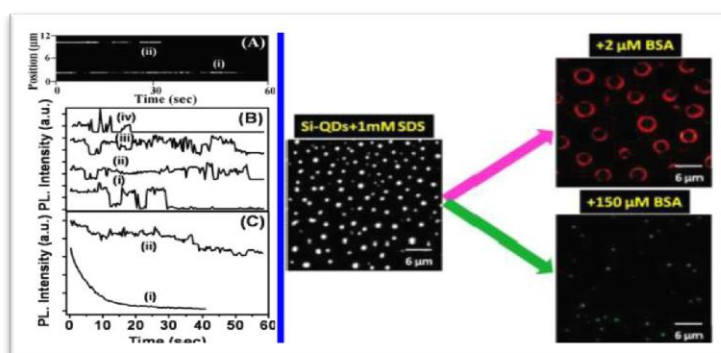 12
6
0
Position (μm
(A)
(ii)
(i)
0 30 60
Time (sec)
PL. Intensity (a.u.)
(B)
(iv)
(iii)
(ii)
(i)
PL. Intensity (a.u.)
(C)
(ii)
(i)
0 10 20 30 40 50 60
Time (sec)
Si-QDs+1mM SDS
6 μm
+2 μM BSA
6 μm
+150 μM BSA
6 μm